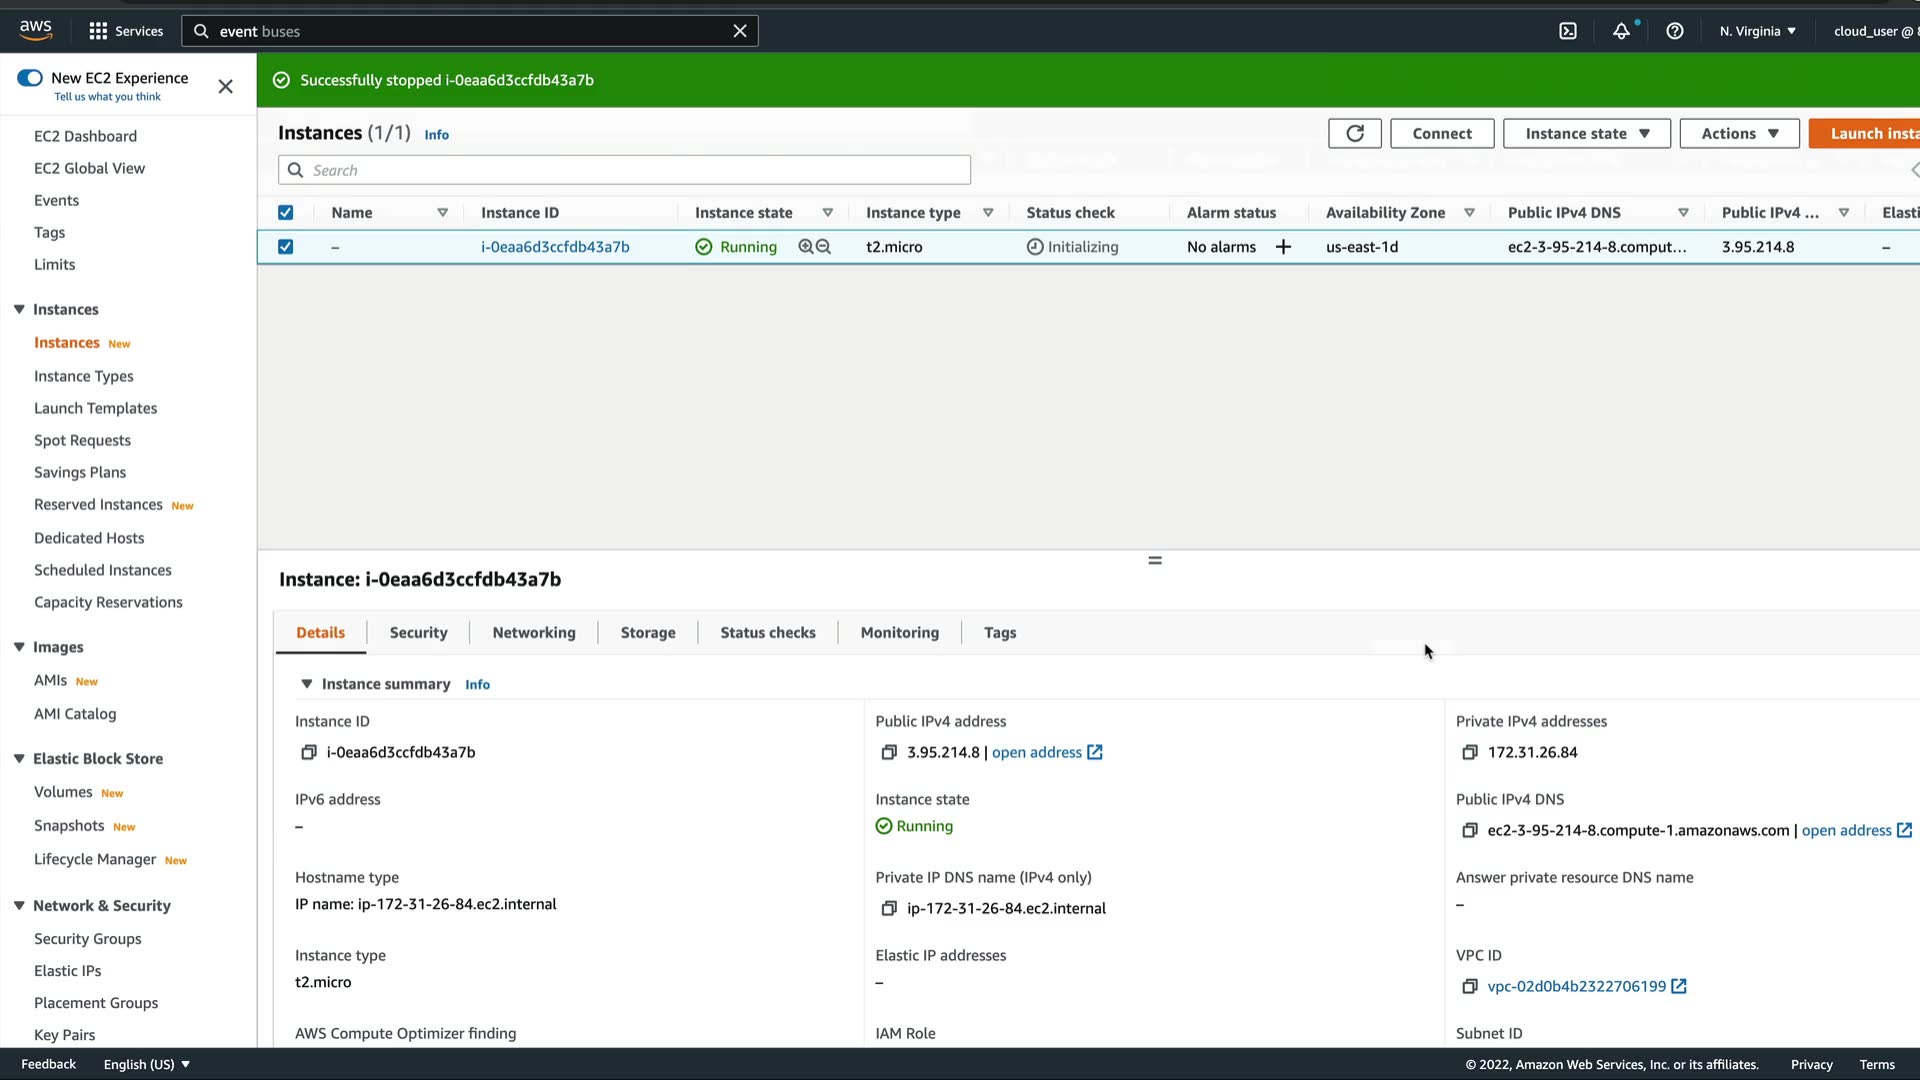 aws
Services
event buses
N. Virginia
cloud_user @
New EC2 Experience
Tell us what you think
Successfully stopped i-0eaa6d3ccfdb43a7b
EC2 Dashboard
EC2 Global View
Events
Tags
Limits
Instances
Instances New
Instance Types
Launch Templates
Spot Requests
Savings Plans
Reserved Instances New
Dedicated Hosts
Scheduled Instances
Capacity Reservations
Images
AMIs New
AMI Catalog
Elastic Block Store
Volumes New
Snapshots New
Lifecycle Manager New
Network & Security
Security Groups
Elastic IPs
Placement Groups
Key Pairs
Instances (1/1) Info
Connect
Instance state
Actions
Launch insta
Search
Name Instance ID Instance state Instance type Status check Alarm status Availability Zone Public IPv4 DNS Public IPv4 ... Elasti
– i-0eaa6d3ccfdb43a7b Running t2.micro Initializing No alarms + us-east-1d ec2-3-95-214-8.comput... 3.95.214.8 –
Instance: i-0eaa6d3ccfdb43a7b
Details Security Networking Storage Status checks Monitoring Tags
Instance summary Info
Instance ID
i-0eaa6d3ccfdb43a7b
Public IPv4 address
3.95.214.8 | open address
Private IPv4 addresses
172.31.26.84
IPv6 address
–
Instance state
Running
Public IPv4 DNS
ec2-3-95-214-8.compute-1.amazonaws.com | open address
Hostname type
IP name: ip-172-31-26-84.ec2.internal
Private IP DNS name (IPv4 only)
ip-172-31-26-84.ec2.internal
Answer private resource DNS name
–
Instance type
t2.micro
Elastic IP addresses
–
VPC ID
vpc-02d0b4b2322706199
AWS Compute Optimizer finding
IAM Role
Subnet ID
Feedback
English (US)
© 2022, Amazon Web Services, Inc. or its affiliates.
Privacy
Terms